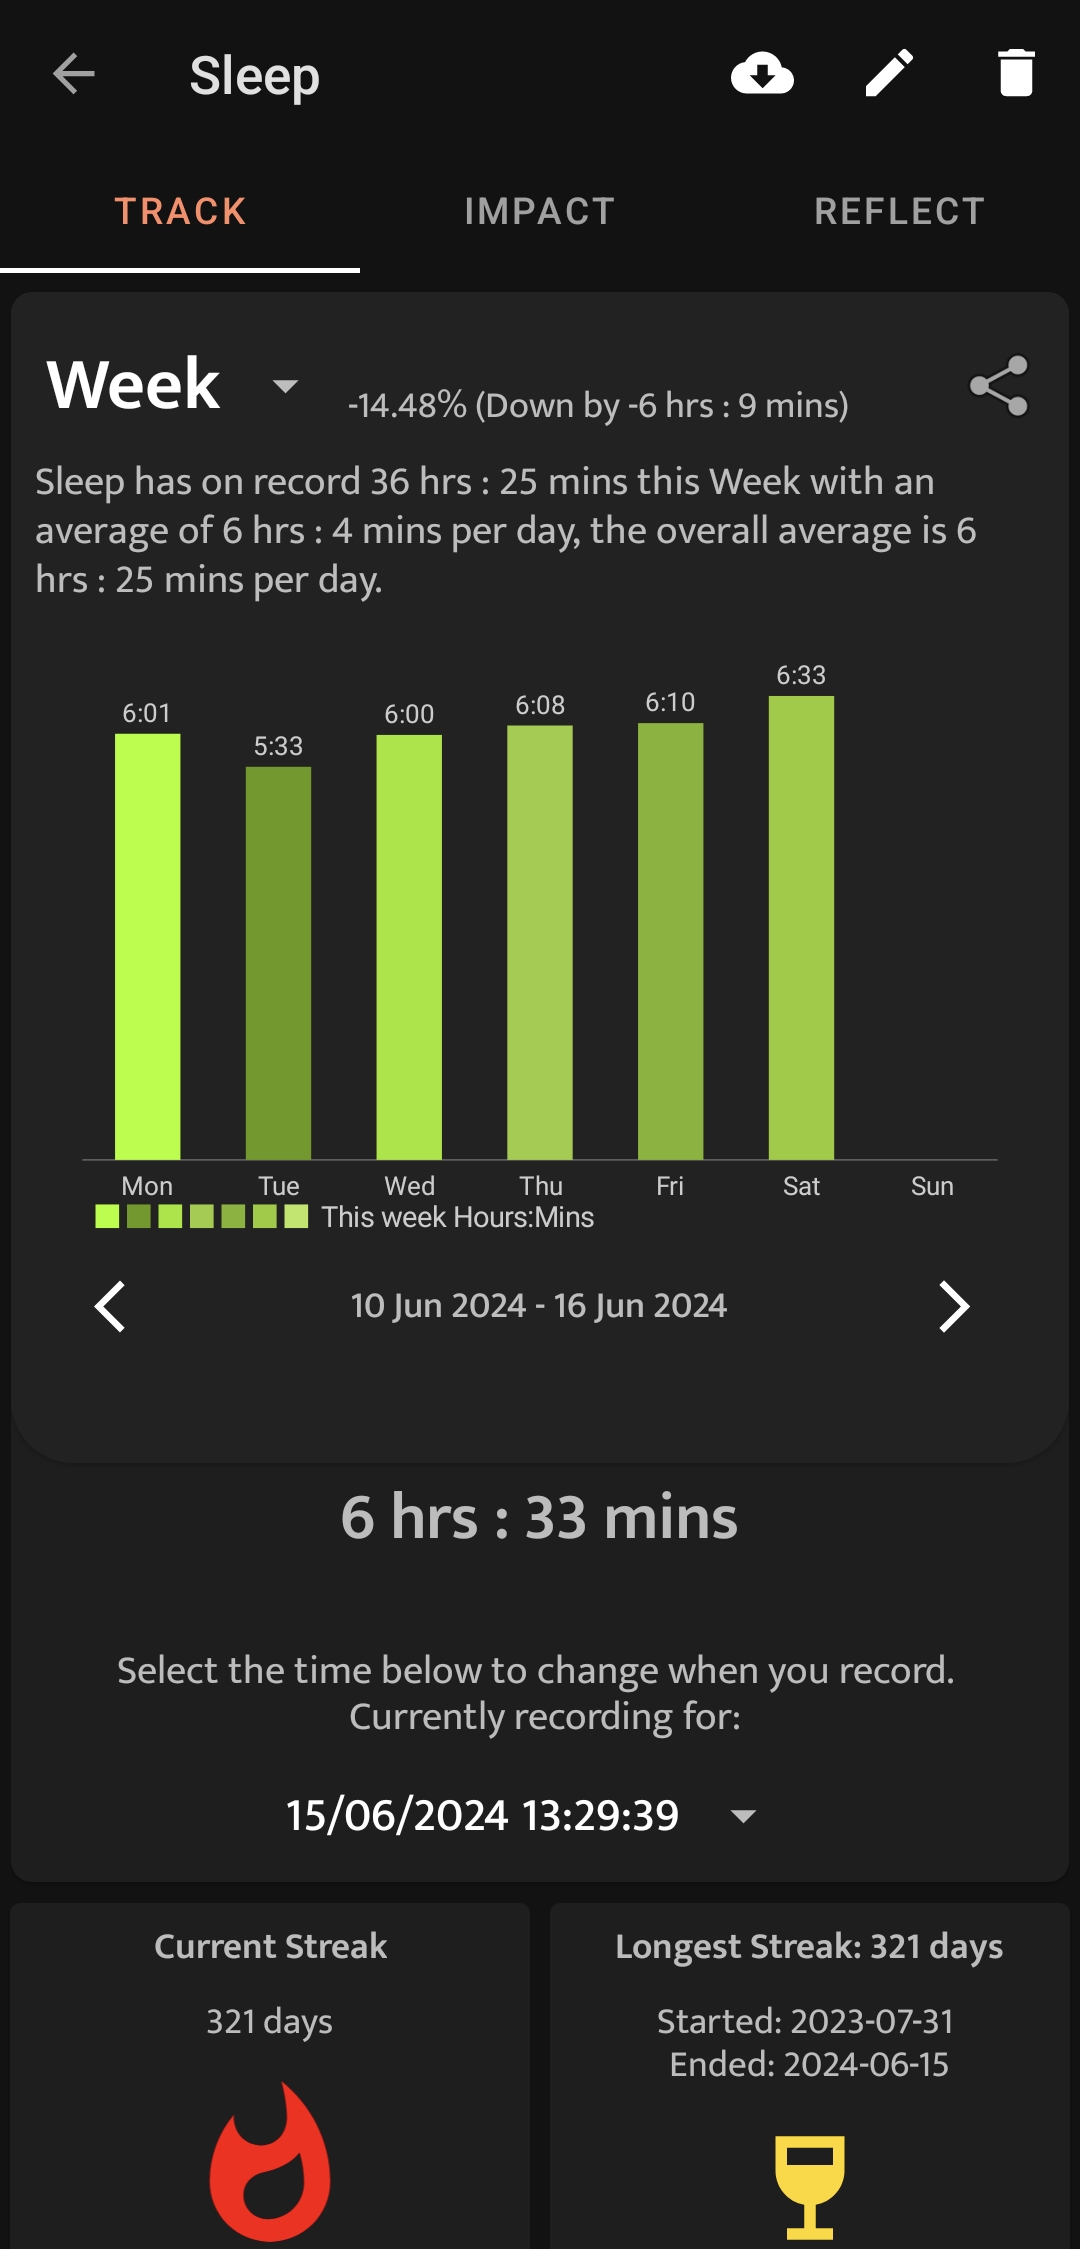 Sleep
TRACK
IMPACT
REFLECT
Week
-14.48% (Down by -6 hrs : 9 mins)
Sleep has on record 36 hrs : 25 mins this Week with an
average of 6 hrs : 4 mins per day, the overall average is 6
hrs : 25 mins per day.
6:01
5:33
6:00
6:08
6:10
6:33
Mon
Tue
Wed
Thu
Fri
Sat
Sun
This week Hours:Mins
10 Jun 2024 - 16 Jun 2024
6 hrs : 33 mins
Select the time below to change when you record.
Currently recording for:
15/06/2024 13:29:39
Current Streak
321 days
Longest Streak: 321 days
Started: 2023-07-31
Ended: 2024-06-15